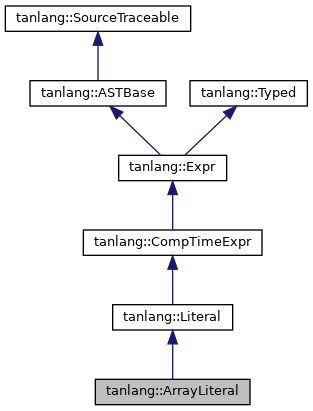 tanlang::SourceTraceable
tanlang::ASTBase
tanlang::Typed
tanlang::Expr
tanlang::CompTimeExpr
tanlang::Literal
tanlang::ArrayLiteral